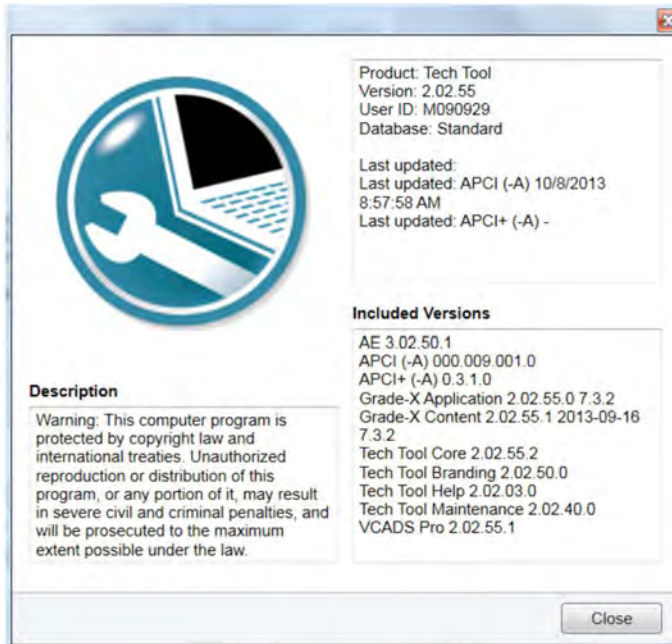 Product: Tech Tool
Version: 2.02.55
User ID: M090929
Database: Standard
Last updated:
Last updated: APCI (-A) 10/8/2013
8:57:58 AM
Last updated: APCI+ (-A) -
Included Versions
AE 3.02.50.1
APCI (-A) 000.009.001.0
APCI+ (-A) 0.3.1.0
Grade-X Application 2.02.55.0 7.3.2
Grade-X Content 2.02.55.1 2013-09-16
7.3.2
Tech Tool Core 2.02.55.2
Tech Tool Branding 2.02.50.0
Tech Tool Help 2.02.03.0
Tech Tool Maintenance 2.02.40.0
VCADS Pro 2.02.55.1
Description
Warning: This computer program is
protected by copyright law and
international treaties. Unauthorized
reproduction or distribution of this
program, or any portion of it, may result
in severe civil and criminal penalties, and
will be prosecuted to the maximum
extent possible under the law.
Close